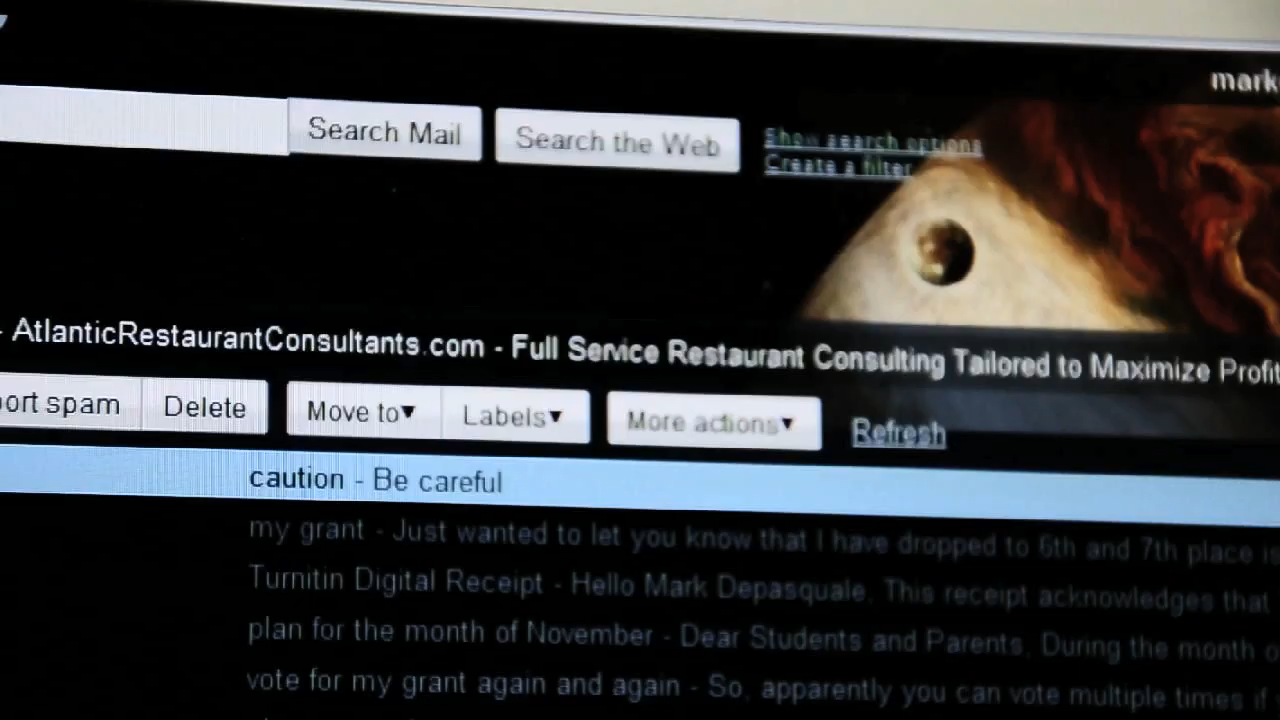 mark
Search Mail Search the Web Show search options
Create a filter
- AtlanticRestaurantConsultants.com - Full Service Restaurant Consulting Tailored to Maximize Profit
port spam Delete Move to▾ Labels▾ More actions▾ Refresh
caution - Be careful
my grant - Just wanted to let you know that I have dropped to 6th and 7th place is
Turnitin Digital Receipt - Hello Mark Depasquale, This receipt acknowledges that
plan for the month of November - Dear Students and Parents, During the month o
vote for my grant again and again - So, apparently you can vote multiple times if